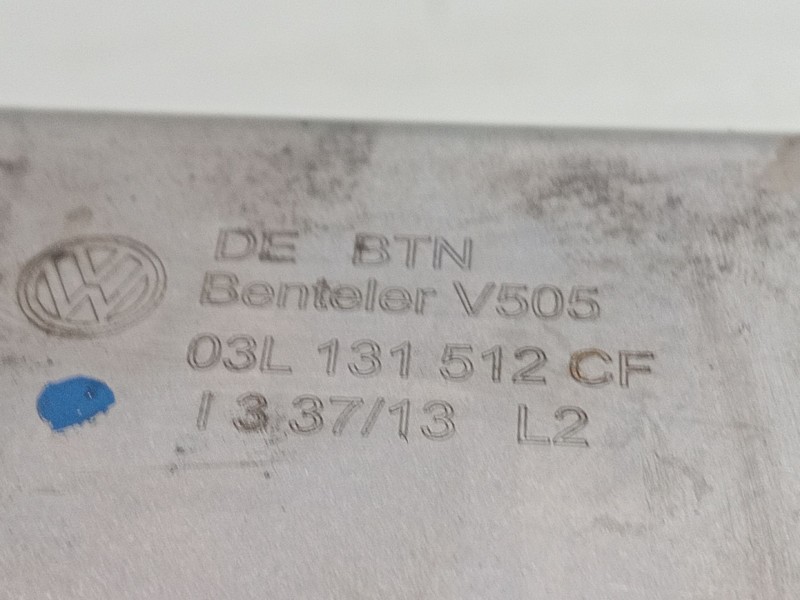 DE BTN
Benteler V505
03L 131 512 CF
/ 3 37/13 L2